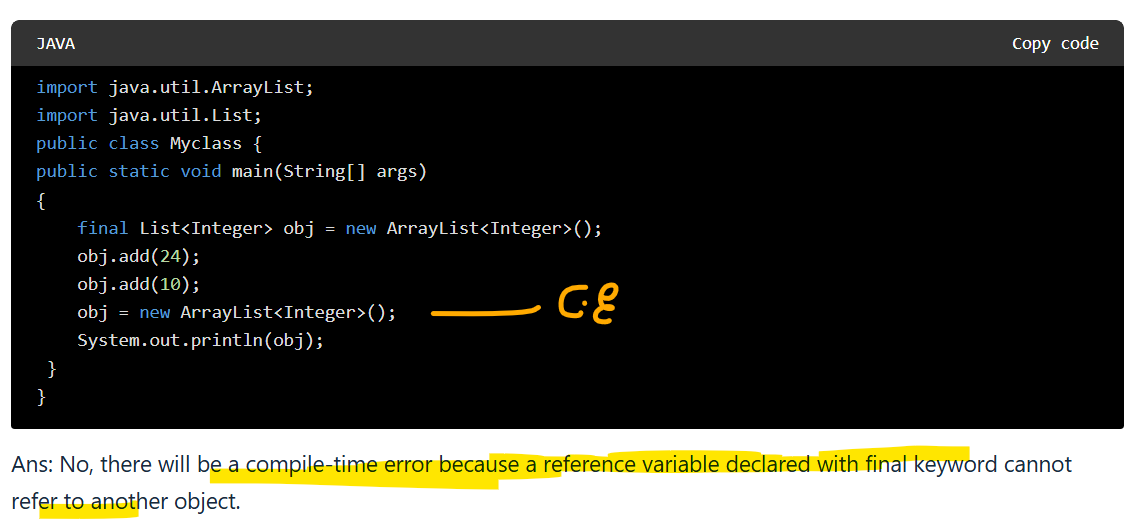 JAVA Copy code
import java.util.ArrayList;
import java.util.List;
public class Myclass {
public static void main(String[] args)
{
    final List<Integer> obj = new ArrayList<Integer>();
    obj.add(24);
    obj.add(10);
    obj = new ArrayList<Integer>(); C.E
    System.out.println(obj);
 }
}
Ans: No, there will be a compile-time error because a reference variable declared with final keyword cannot
refer to another object.